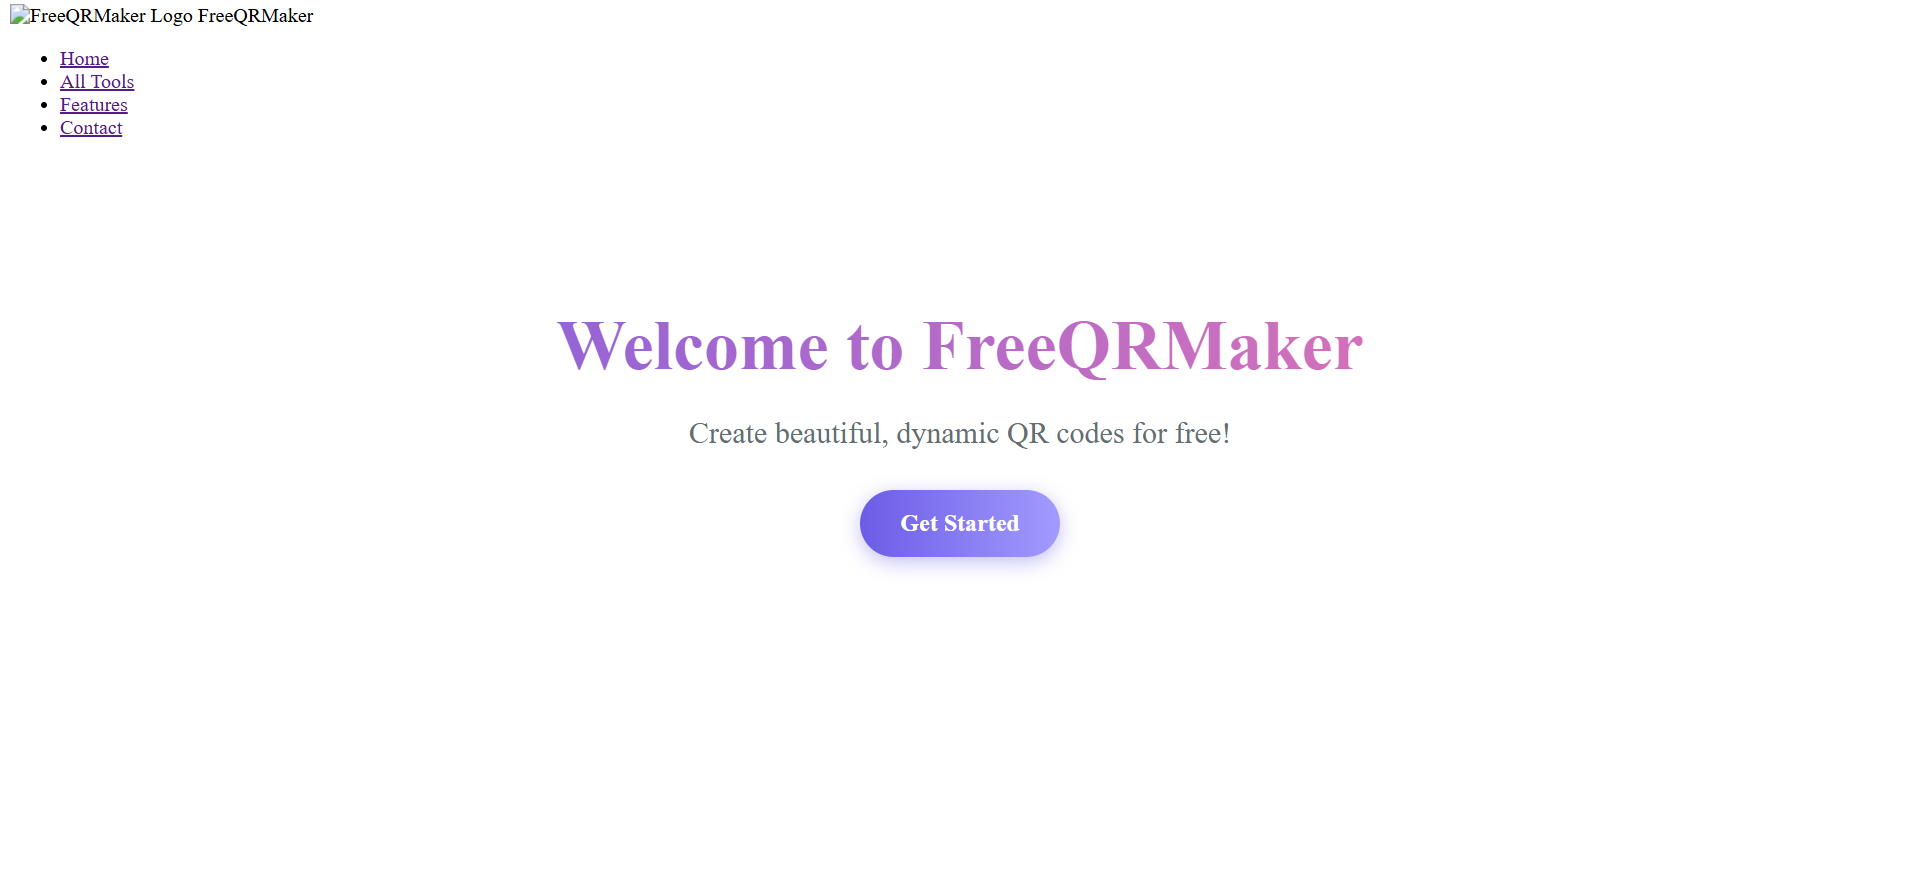 FreeQRMaker Logo FreeQRMaker
Home
All Tools
Features
Contact
Welcome to FreeQRMaker
Create beautiful, dynamic QR codes for free!
Get Started